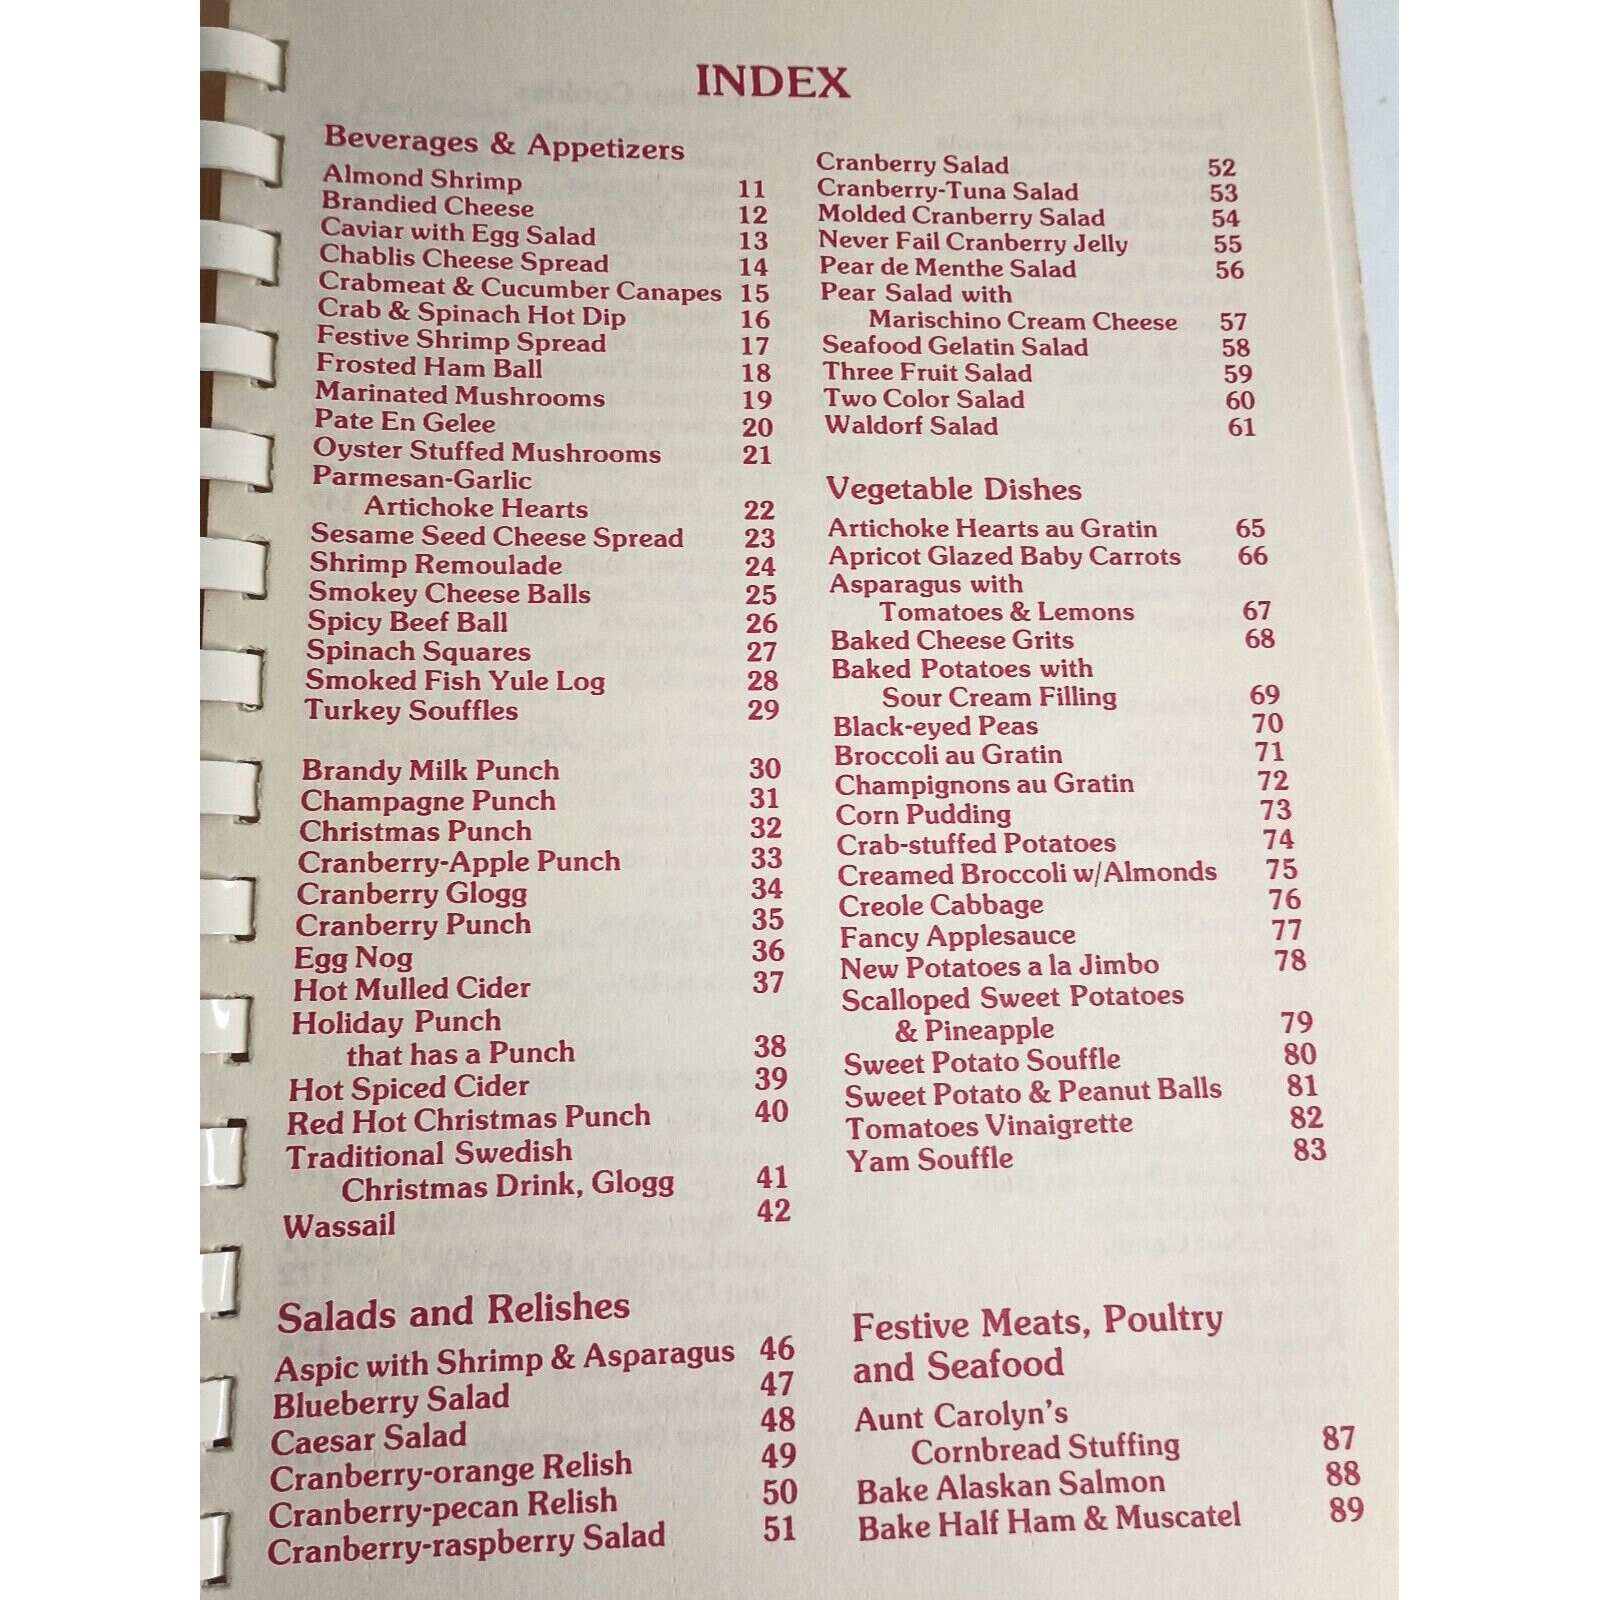 INDEX
Beverages & Appetizers
Almond Shrimp 11
Brandied Cheese 12
Caviar with Egg Salad 13
Chablis Cheese Spread 14
Crabmeat & Cucumber Canapes 15
Crab & Spinach Hot Dip 16
Festive Shrimp Spread 17
Frosted Ham Ball 18
Marinated Mushrooms 19
Pate En Gelee 20
Oyster Stuffed Mushrooms 21
Parmesan-Garlic
Artichoke Hearts 22
Sesame Seed Cheese Spread 23
Shrimp Remoulade 24
Smokey Cheese Balls 25
Spicy Beef Ball 26
Spinach Squares 27
Smoked Fish Yule Log 28
Turkey Souffles 29
Brandy Milk Punch 30
Champagne Punch 31
Christmas Punch 32
Cranberry-Apple Punch 33
Cranberry Glogg 34
Cranberry Punch 35
Egg Nog 36
Hot Mulled Cider 37
Holiday Punch
that has a Punch 38
Hot Spiced Cider 39
Red Hot Christmas Punch 40
Traditional Swedish
Christmas Drink, Glogg 41
Wassail 42
Salads and Relishes
Aspic with Shrimp & Asparagus 46
Blueberry Salad 47
Caesar Salad 48
Cranberry-orange Relish 49
Cranberry-pecan Relish 50
Cranberry-raspberry Salad 51
Cranberry Salad 52
Cranberry-Tuna Salad 53
Molded Cranberry Salad 54
Never Fail Cranberry Jelly 55
Pear de Menthe Salad 56
Pear Salad with
Marischino Cream Cheese 57
Seafood Gelatin Salad 58
Three Fruit Salad 59
Two Color Salad 60
Waldorf Salad 61
Vegetable Dishes
Artichoke Hearts au Gratin 65
Apricot Glazed Baby Carrots 66
Asparagus with
Tomatoes & Lemons 67
Baked Cheese Grits 68
Baked Potatoes with
Sour Cream Filling 69
Black-eyed Peas 70
Broccoli au Gratin 71
Champignons au Gratin 72
Corn Pudding 73
Crab-stuffed Potatoes 74
Creamed Broccoli w/Almonds 75
Creole Cabbage 76
Fancy Applesauce 77
New Potatoes a la Jimbo 78
Scalloped Sweet Potatoes
& Pineapple 79
Sweet Potato Souffle 80
Sweet Potato & Peanut Balls 81
Tomatoes Vinaigrette 82
Yam Souffle 83
Festive Meats, Poultry
and Seafood
Aunt Carolyn's
Cornbread Stuffing 87
Bake Alaskan Salmon 88
Bake Half Ham & Muscatel 89